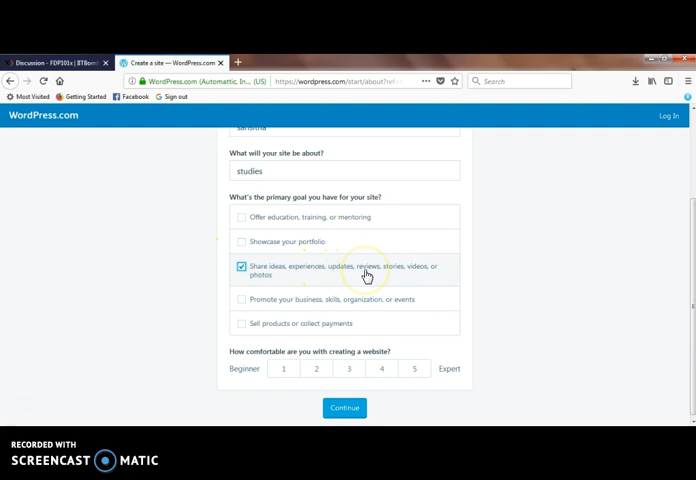 Discussion - FDP101x | IITBom
Create a site — WordPress.com
WordPress.com (Automattic, In... (US)
https://wordpress.com/start/about?ref=
Search
Most Visited
Getting Started
Facebook
Sign out
WordPress.com
Log In
What will your site be about?
studies
What's the primary goal you have for your site?
Offer education, training, or mentoring
Showcase your portfolio
Share ideas, experiences, updates, reviews, stories, videos, or
photos
Promote your business, skills, organization, or events
Sell products or collect payments
How comfortable are you with creating a website?
Beginner 1 2 3 4 5 Expert
Continue
RECORDED WITH
SCREENCAST MATIC